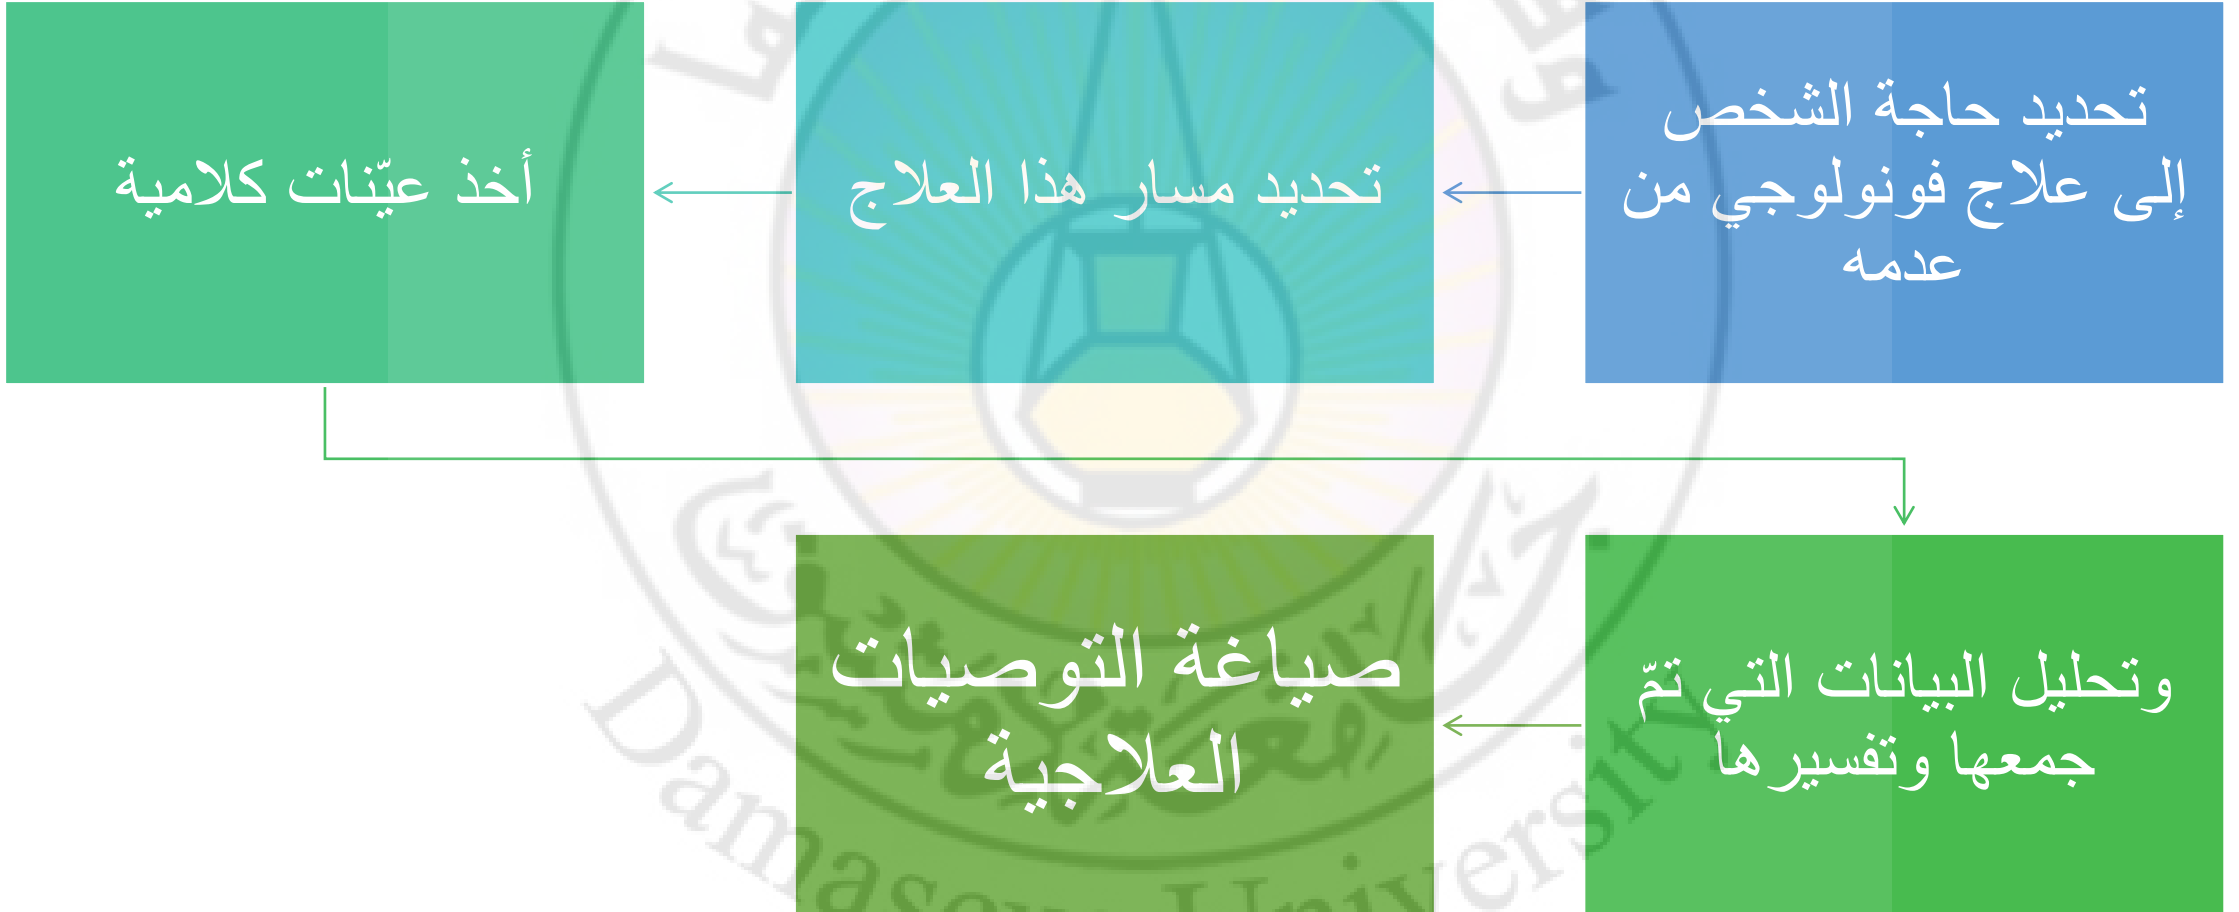 تحديد حاجة الشخص
إلى علاج فونولوجي من
عدمه
تحديد مسار هذا العلاج
أخذ عيّنات كلامية
وتحليل البيانات التي تمّ
جمعها وتفسيرها
صياغة التوصيات
العلاجية
Damascus University